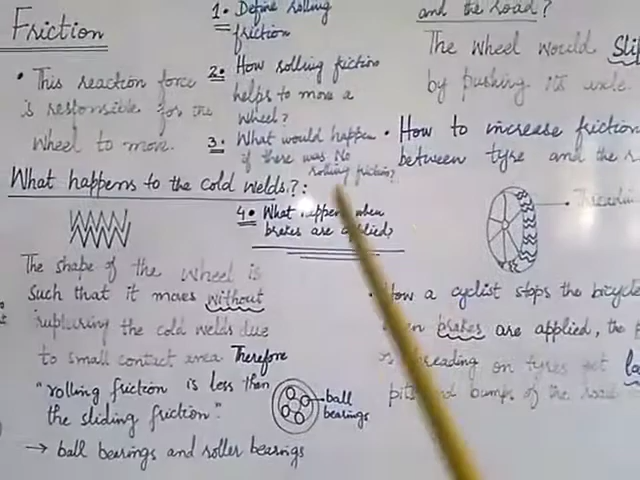 Friction
• This reaction force
is responsible for the
wheel to move.
What happens to the cold welds.?:
The shape of the wheel is
such that it moves without
rupturing the cold welds due
to small contact area. Therefore
"rolling friction is less than
the sliding friction"
→ ball bearings and roller bearings
ball
bearings
1• Define rolling
friction
2• How rolling friction
helps to move a
wheel?
3• What would happen
if there was No
rolling friction?
4• What happens when
brakes are applied?
and the road?
The wheel would Sli
by pushing its axle.
• How to increase friction
between tyre and the
• How a cyclist stops the bicycle
brakes are applied, the
threading on tyres get
pits and bumps of the road